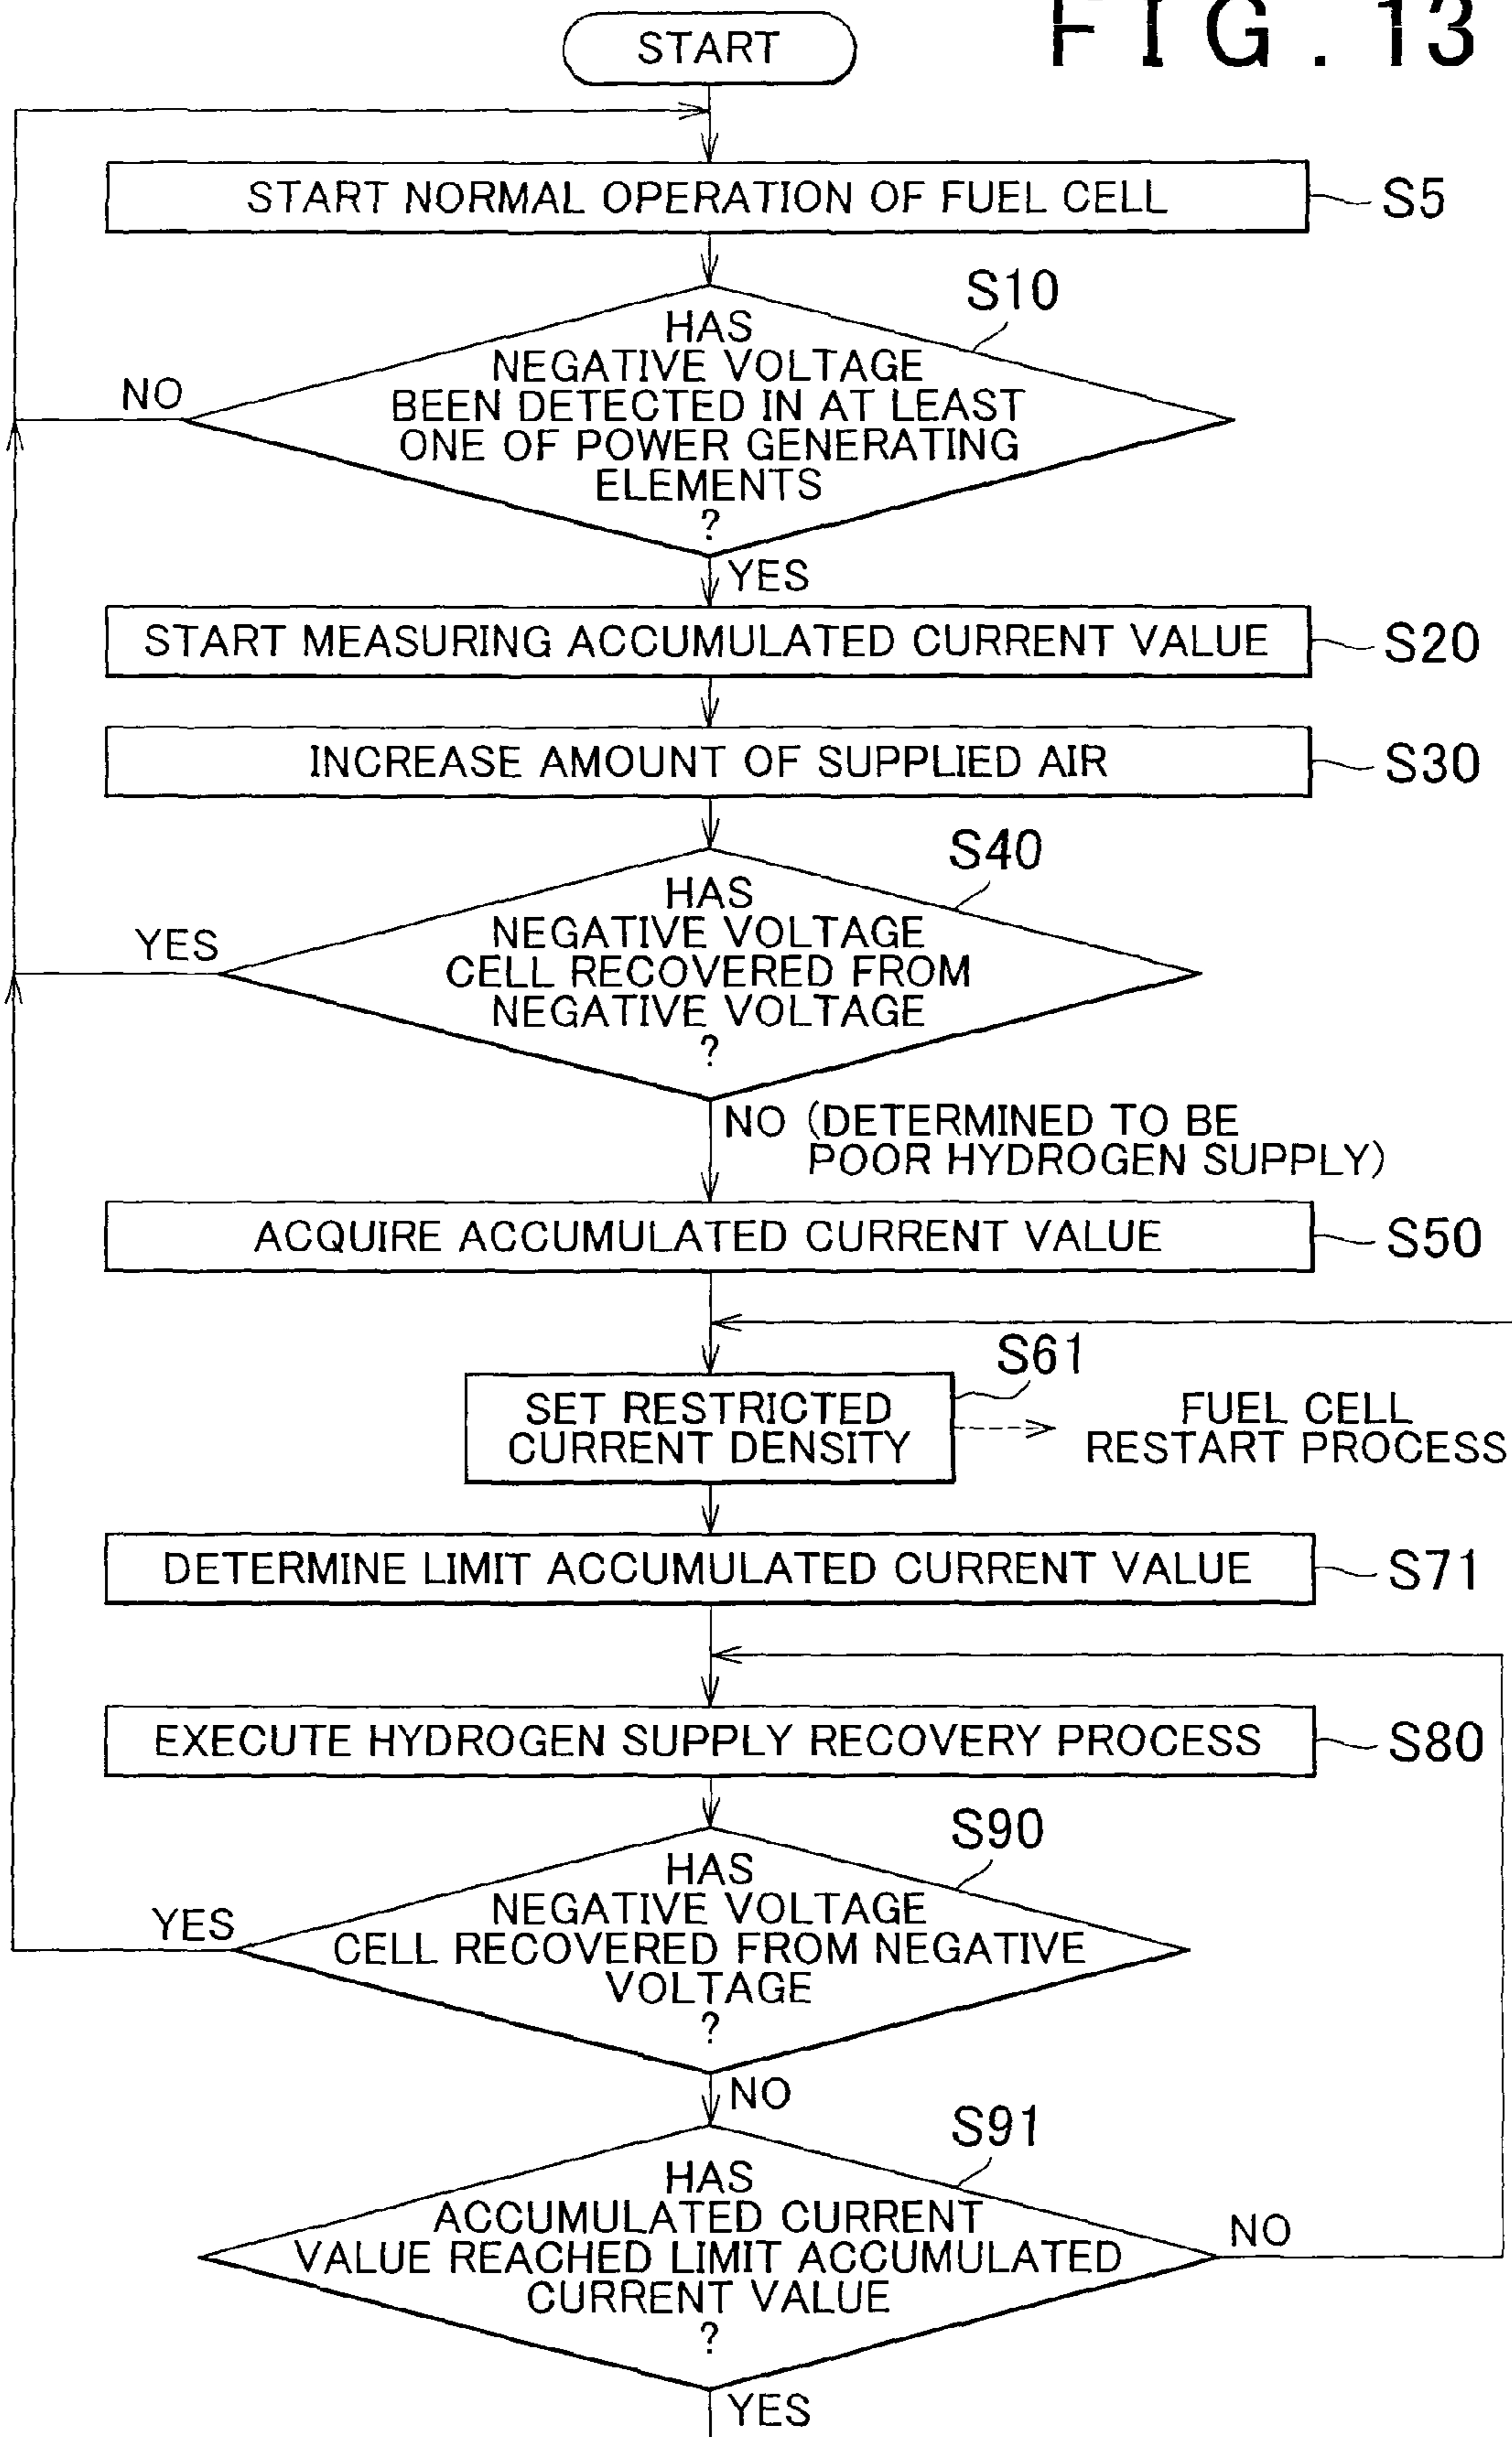 FIG. 13
START
START NORMAL OPERATION OF FUEL CELL
S5
S10
HAS
NEGATIVE VOLTAGE
BEEN DETECTED IN AT LEAST
ONE OF POWER GENERATING
ELEMENTS
?
NO
YES
START MEASURING ACCUMULATED CURRENT VALUE
S20
INCREASE AMOUNT OF SUPPLIED AIR
S30
S40
HAS
NEGATIVE VOLTAGE
CELL RECOVERED FROM
NEGATIVE VOLTAGE
?
YES
NO (DETERMINED TO BE
POOR HYDROGEN SUPPLY)
ACQUIRE ACCUMULATED CURRENT VALUE
S50
S61
SET RESTRICTED
CURRENT DENSITY
FUEL CELL
RESTART PROCESS
DETERMINE LIMIT ACCUMULATED CURRENT VALUE
S71
EXECUTE HYDROGEN SUPPLY RECOVERY PROCESS
S80
S90
HAS
NEGATIVE VOLTAGE
CELL RECOVERED FROM NEGATIVE
VOLTAGE
?
YES
NO
S91
HAS
ACCUMULATED CURRENT
VALUE REACHED LIMIT ACCUMULATED
CURRENT VALUE
?
NO
YES